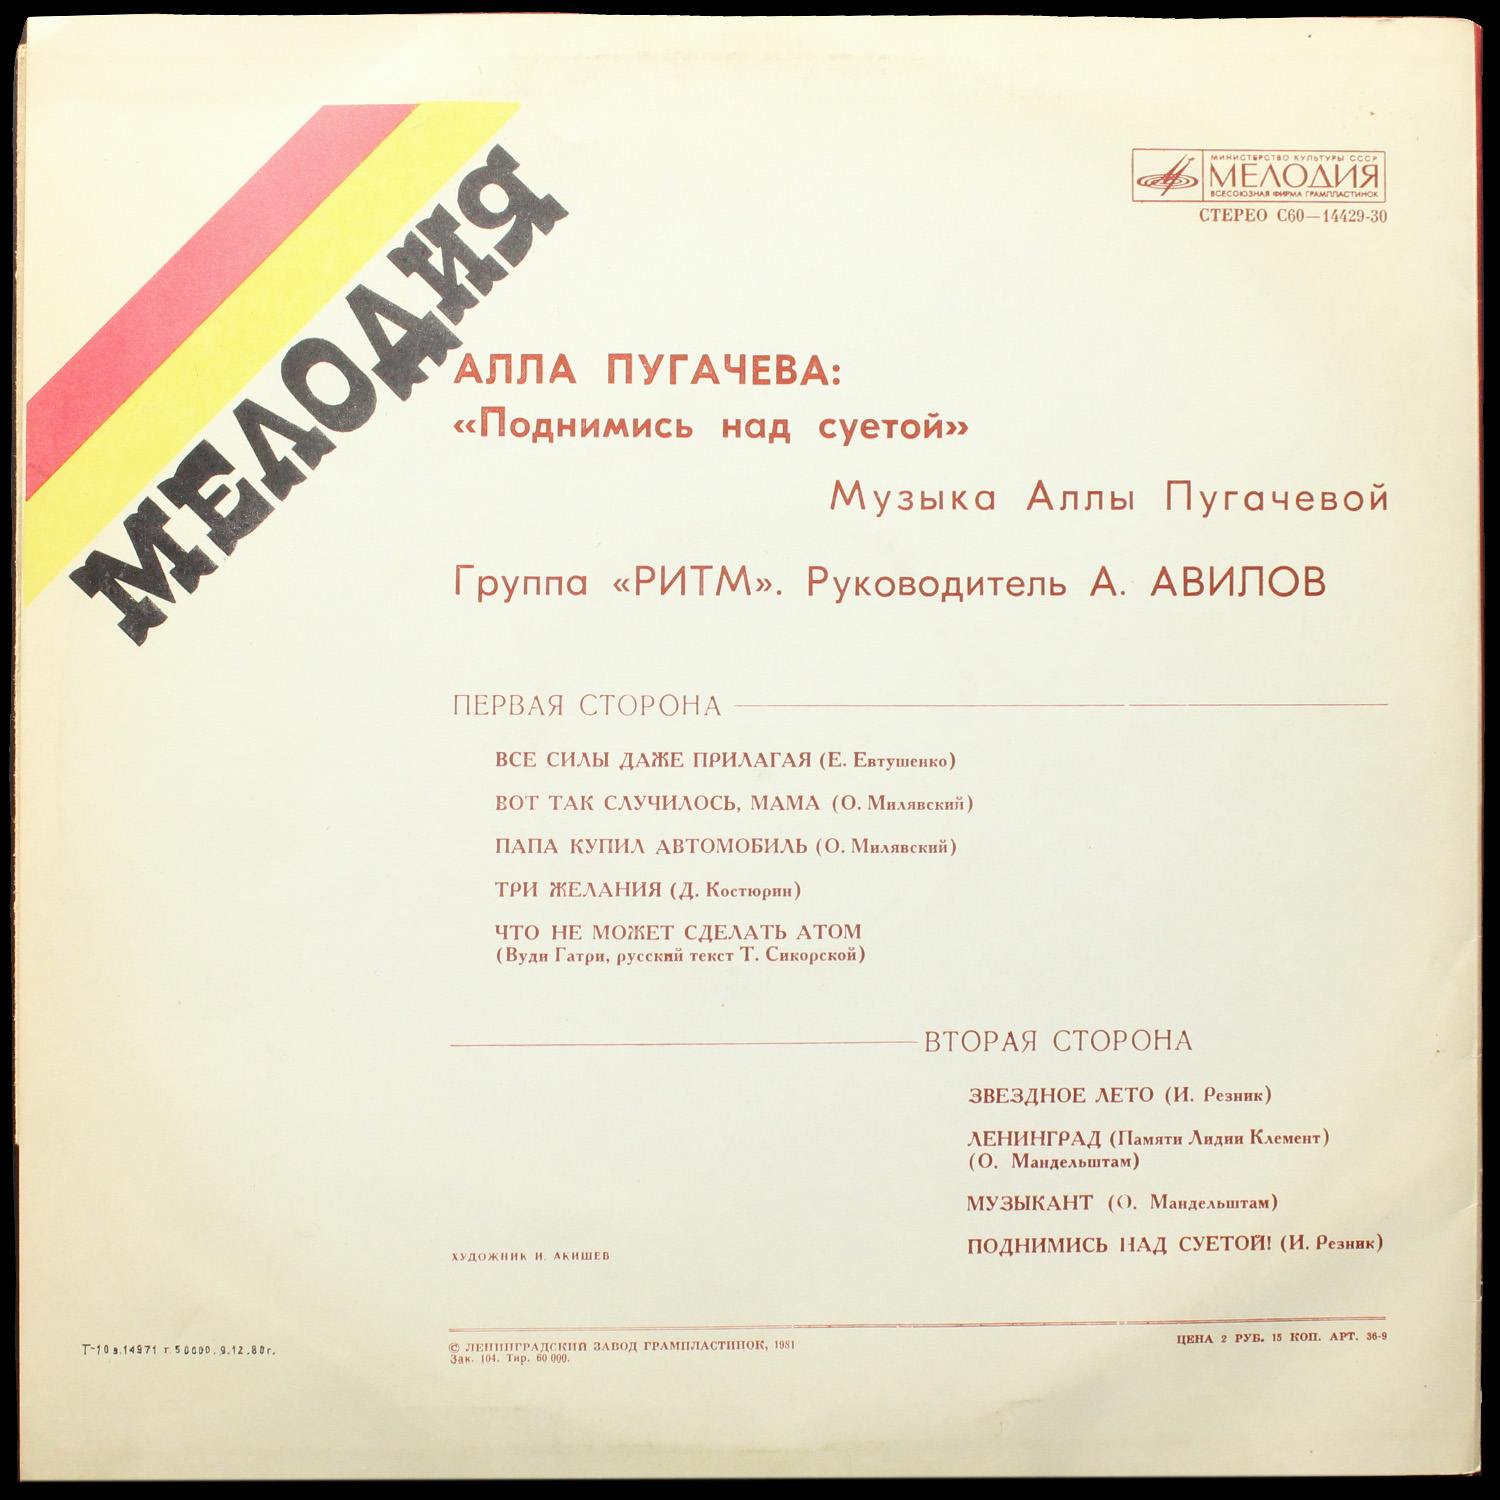 МЕЛОДИЯ
МИНИСТЕРСТВО КУЛЬТУРЫ СССР
МЕЛОДИЯ
ВСЕСОЮЗНАЯ ФИРМА ГРАМПЛАСТИНОК
СТЕРЕО С60—14429-30
АЛЛА ПУГАЧЕВА:
«Поднимись над суетой»
Музыка Аллы Пугачевой
Группа «РИТМ». Руководитель А. АВИЛОВ
ПЕРВАЯ СТОРОНА
ВСЕ СИЛЫ ДАЖЕ ПРИЛАГАЯ (Е. Евтушенко)
ВОТ ТАК СЛУЧИЛОСЬ, МАМА (О. Милявский)
ПАПА КУПИЛ АВТОМОБИЛЬ (О. Милявский)
ТРИ ЖЕЛАНИЯ (Д. Костюрин)
ЧТО НЕ МОЖЕТ СДЕЛАТЬ АТОМ
(Вуди Гатри, русский текст Т. Сикорской)
ВТОРАЯ СТОРОНА
ЗВЕЗДНОЕ ЛЕТО (И. Резник)
ЛЕНИНГРАД (Памяти Лидии Клемент)
(О. Мандельштам)
МУЗЫКАНТ (О. Мандельштам)
ПОДНИМИСЬ НАД СУЕТОЙ! (И. Резник)
ХУДОЖНИК И. АКИШЕВ
Т-10 з.14971 т.50000.9.12.80г.
© ЛЕНИНГРАДСКИЙ ЗАВОД ГРАМПЛАСТИНОК, 1981
Зак. 104. Тир. 60 000.
ЦЕНА 2 РУБ. 15 КОП. АРТ. 36-9